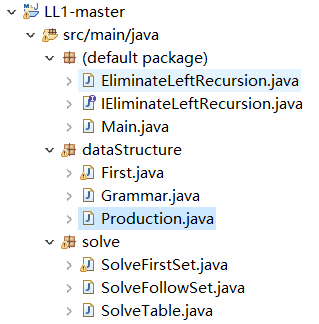 LL1-master
src/main/java
(default package)
EliminateLeftRecursion.java
IEliminateLeftRecursion.java
Main.java
dataStructure
First.java
Grammar.java
Production.java
solve
SolveFirstSet.java
SolveFollowSet.java
SolveTable.java